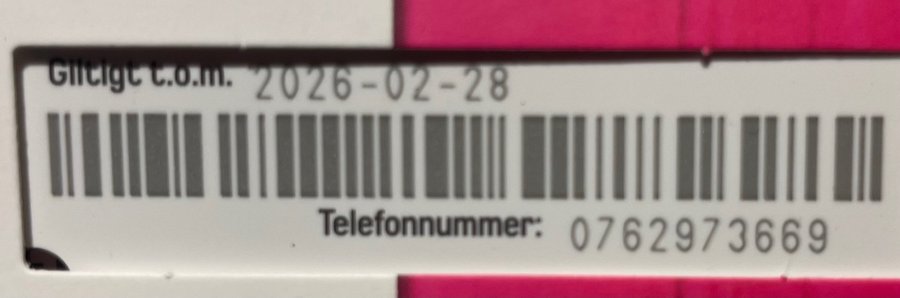 Giltigt t.o.m. 2026-02-28
Telefonnummer: 0762973669